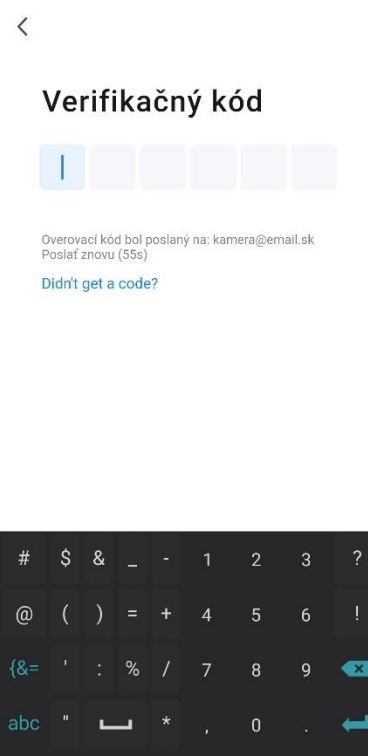 Verifikačný kód
Overovací kód bol poslaný na: kamera@email.sk
Poslať znovu (55s)
Didn't get a code?
# $ & _ - 1 2 3 ?
@ ( ) = + 4 5 6 !
{&= ' : % / 7 8 9
abc " * , 0 .